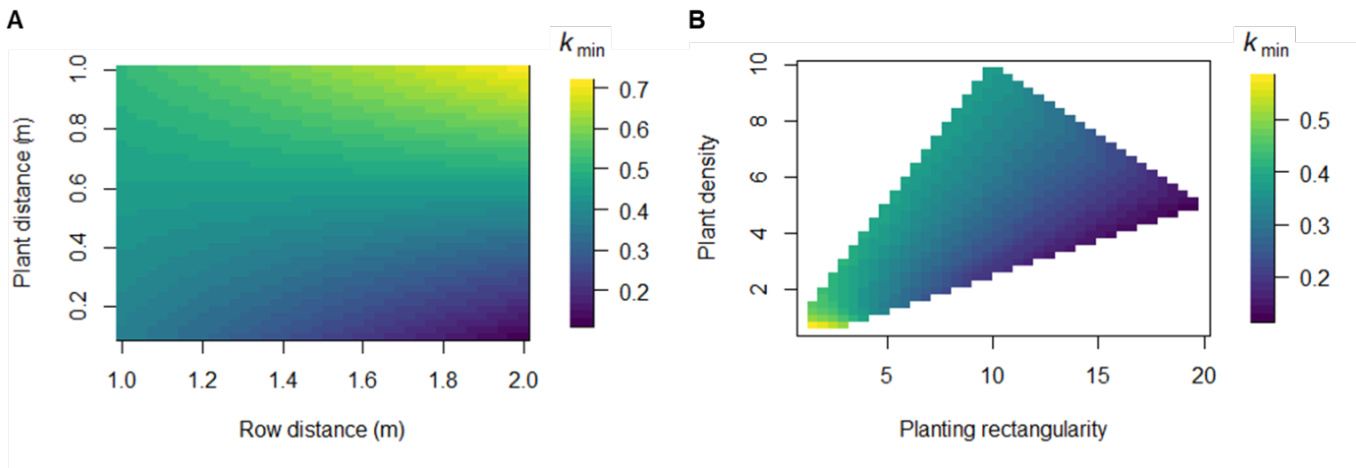 A
k min
Plant distance (m)
1.0
0.8
0.6
0.4
0.2
1.0 1.2 1.4 1.6 1.8 2.0
Row distance (m)
0.7
0.6
0.5
0.4
0.3
0.2
B
k min
Plant density
10
8
6
4
2
5 10 15 20
Planting rectangularity
0.5
0.4
0.3
0.2